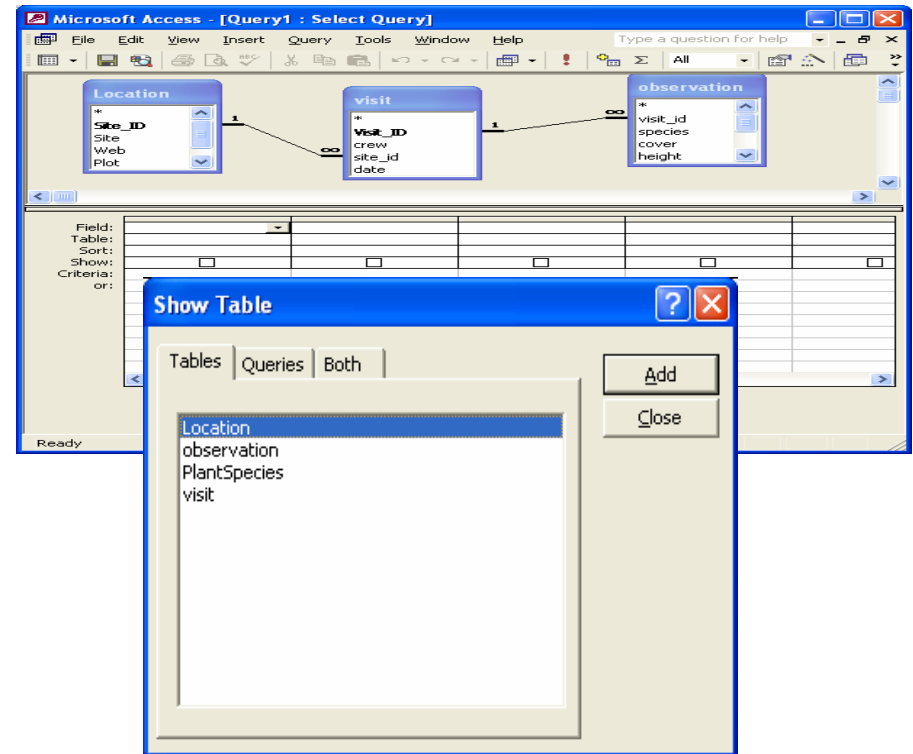 Microsoft Access - [Query1 : Select Query]
File Edit View Insert Query Tools Window Help Type a question for help
ABC Σ All
Location
*
Site_ID
Site
Web
Plot
1
∞
visit
*
Visit_ID
crew
site_id
date
1
∞
observation
*
visit_id
species
cover
height
Field:
Table:
Sort:
Show:
Criteria:
or:
Show Table
Tables Queries Both
Add
Close
Location
observation
PlantSpecies
visit
Ready